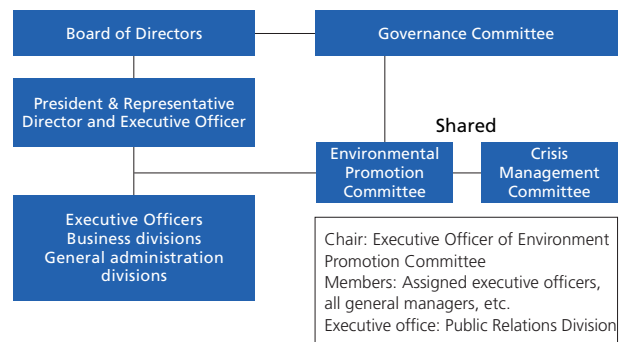 Board of Directors
Governance Committee
President & Representative
Director and Executive Officer
Shared
Environmental
Promotion
Committee
Crisis
Management
Committee
Executive Officers
Business divisions
General administration
divisions
Chair: Executive Officer of Environment
Promotion Committee
Members: Assigned executive officers,
all general managers, etc.
Executive office: Public Relations Division